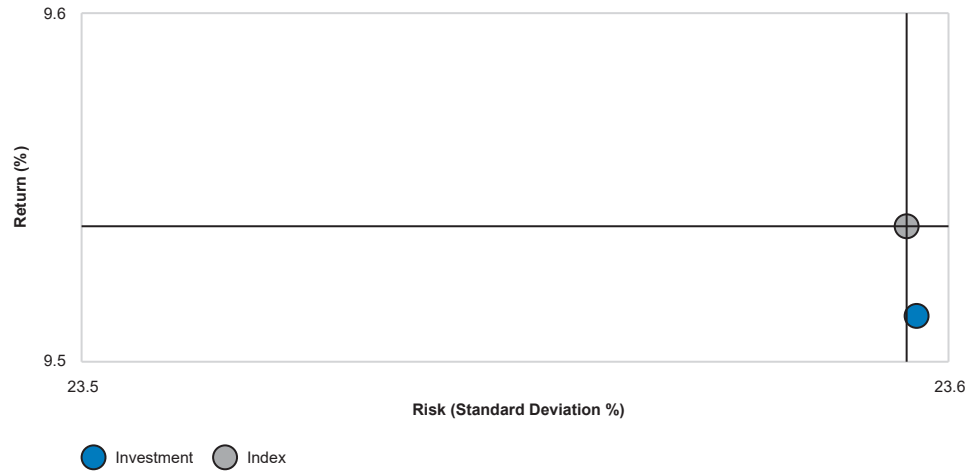 9.6
Return (%)
9.5
23.5
23.6
Risk (Standard Deviation %)
Investment
Index